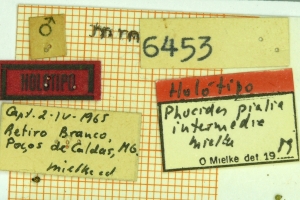 ♂
mm
6453
HOLOTIPO
Capt. 2-IV-1965
Retiro Branco,
Poços de Caldas, MG.
Mielke col
Holótipo
Phocides pialia
intermedia
Mielke
O Mielke det. 19